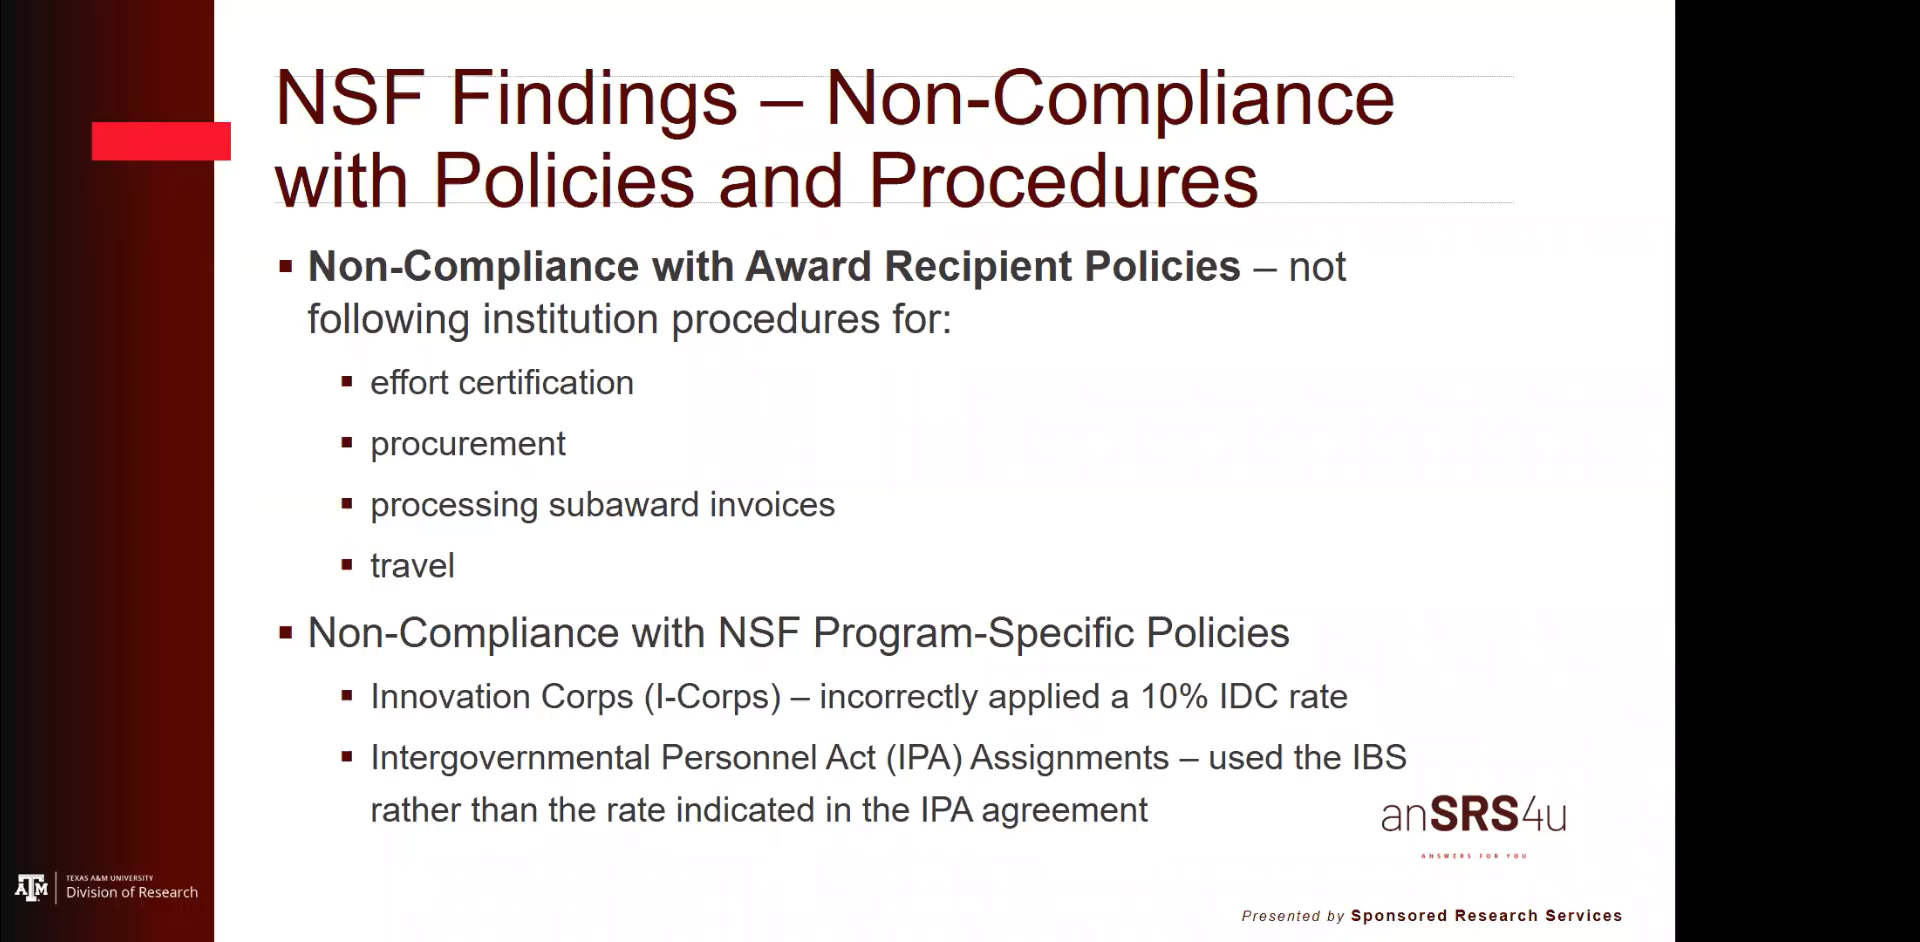 NSF Findings – Non-Compliance
with Policies and Procedures
Non-Compliance with Award Recipient Policies – not
following institution procedures for:
effort certification
procurement
processing subaward invoices
travel
Non-Compliance with NSF Program-Specific Policies
Innovation Corps (I-Corps) – incorrectly applied a 10% IDC rate
Intergovernmental Personnel Act (IPA) Assignments – used the IBS
rather than the rate indicated in the IPA agreement
anSRS4u
ANSWERS FOR YOU
ATM
TEXAS A&M UNIVERSITY
Division of Research
Presented by Sponsored Research Services